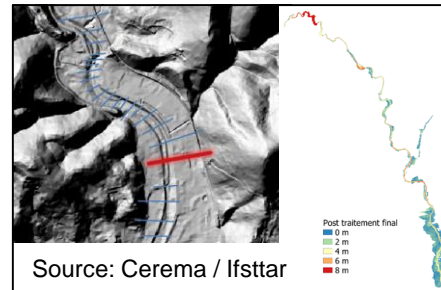 Post traitement final
0 m
2 m
4 m
6 m
8 m
Source: Cerema / Ifsttar